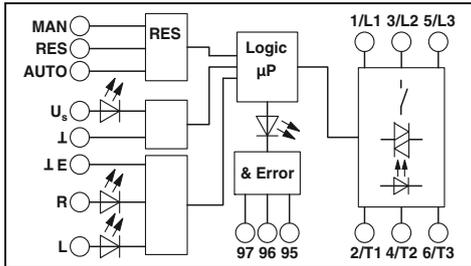 MAN
RES
AUTO
RES
Us
⊥
⊥E
R
L
Logic
µP
& Error
97 96 95
1/L1 3/L2 5/L3
2/T1 4/T2 6/T3